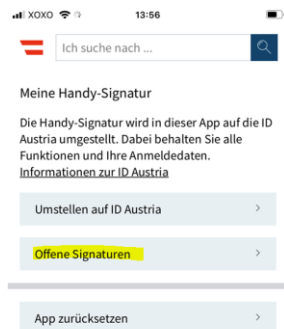 XOXO 13:56
Ich suche nach ...
Meine Handy-Signatur
Die Handy-Signatur wird in dieser App auf die ID
Austria umgestellt. Dabei behalten Sie alle
Funktionen und Ihre Anmeldedaten.
Informationen zur ID Austria
Umstellen auf ID Austria
Offene Signaturen
App zurücksetzen